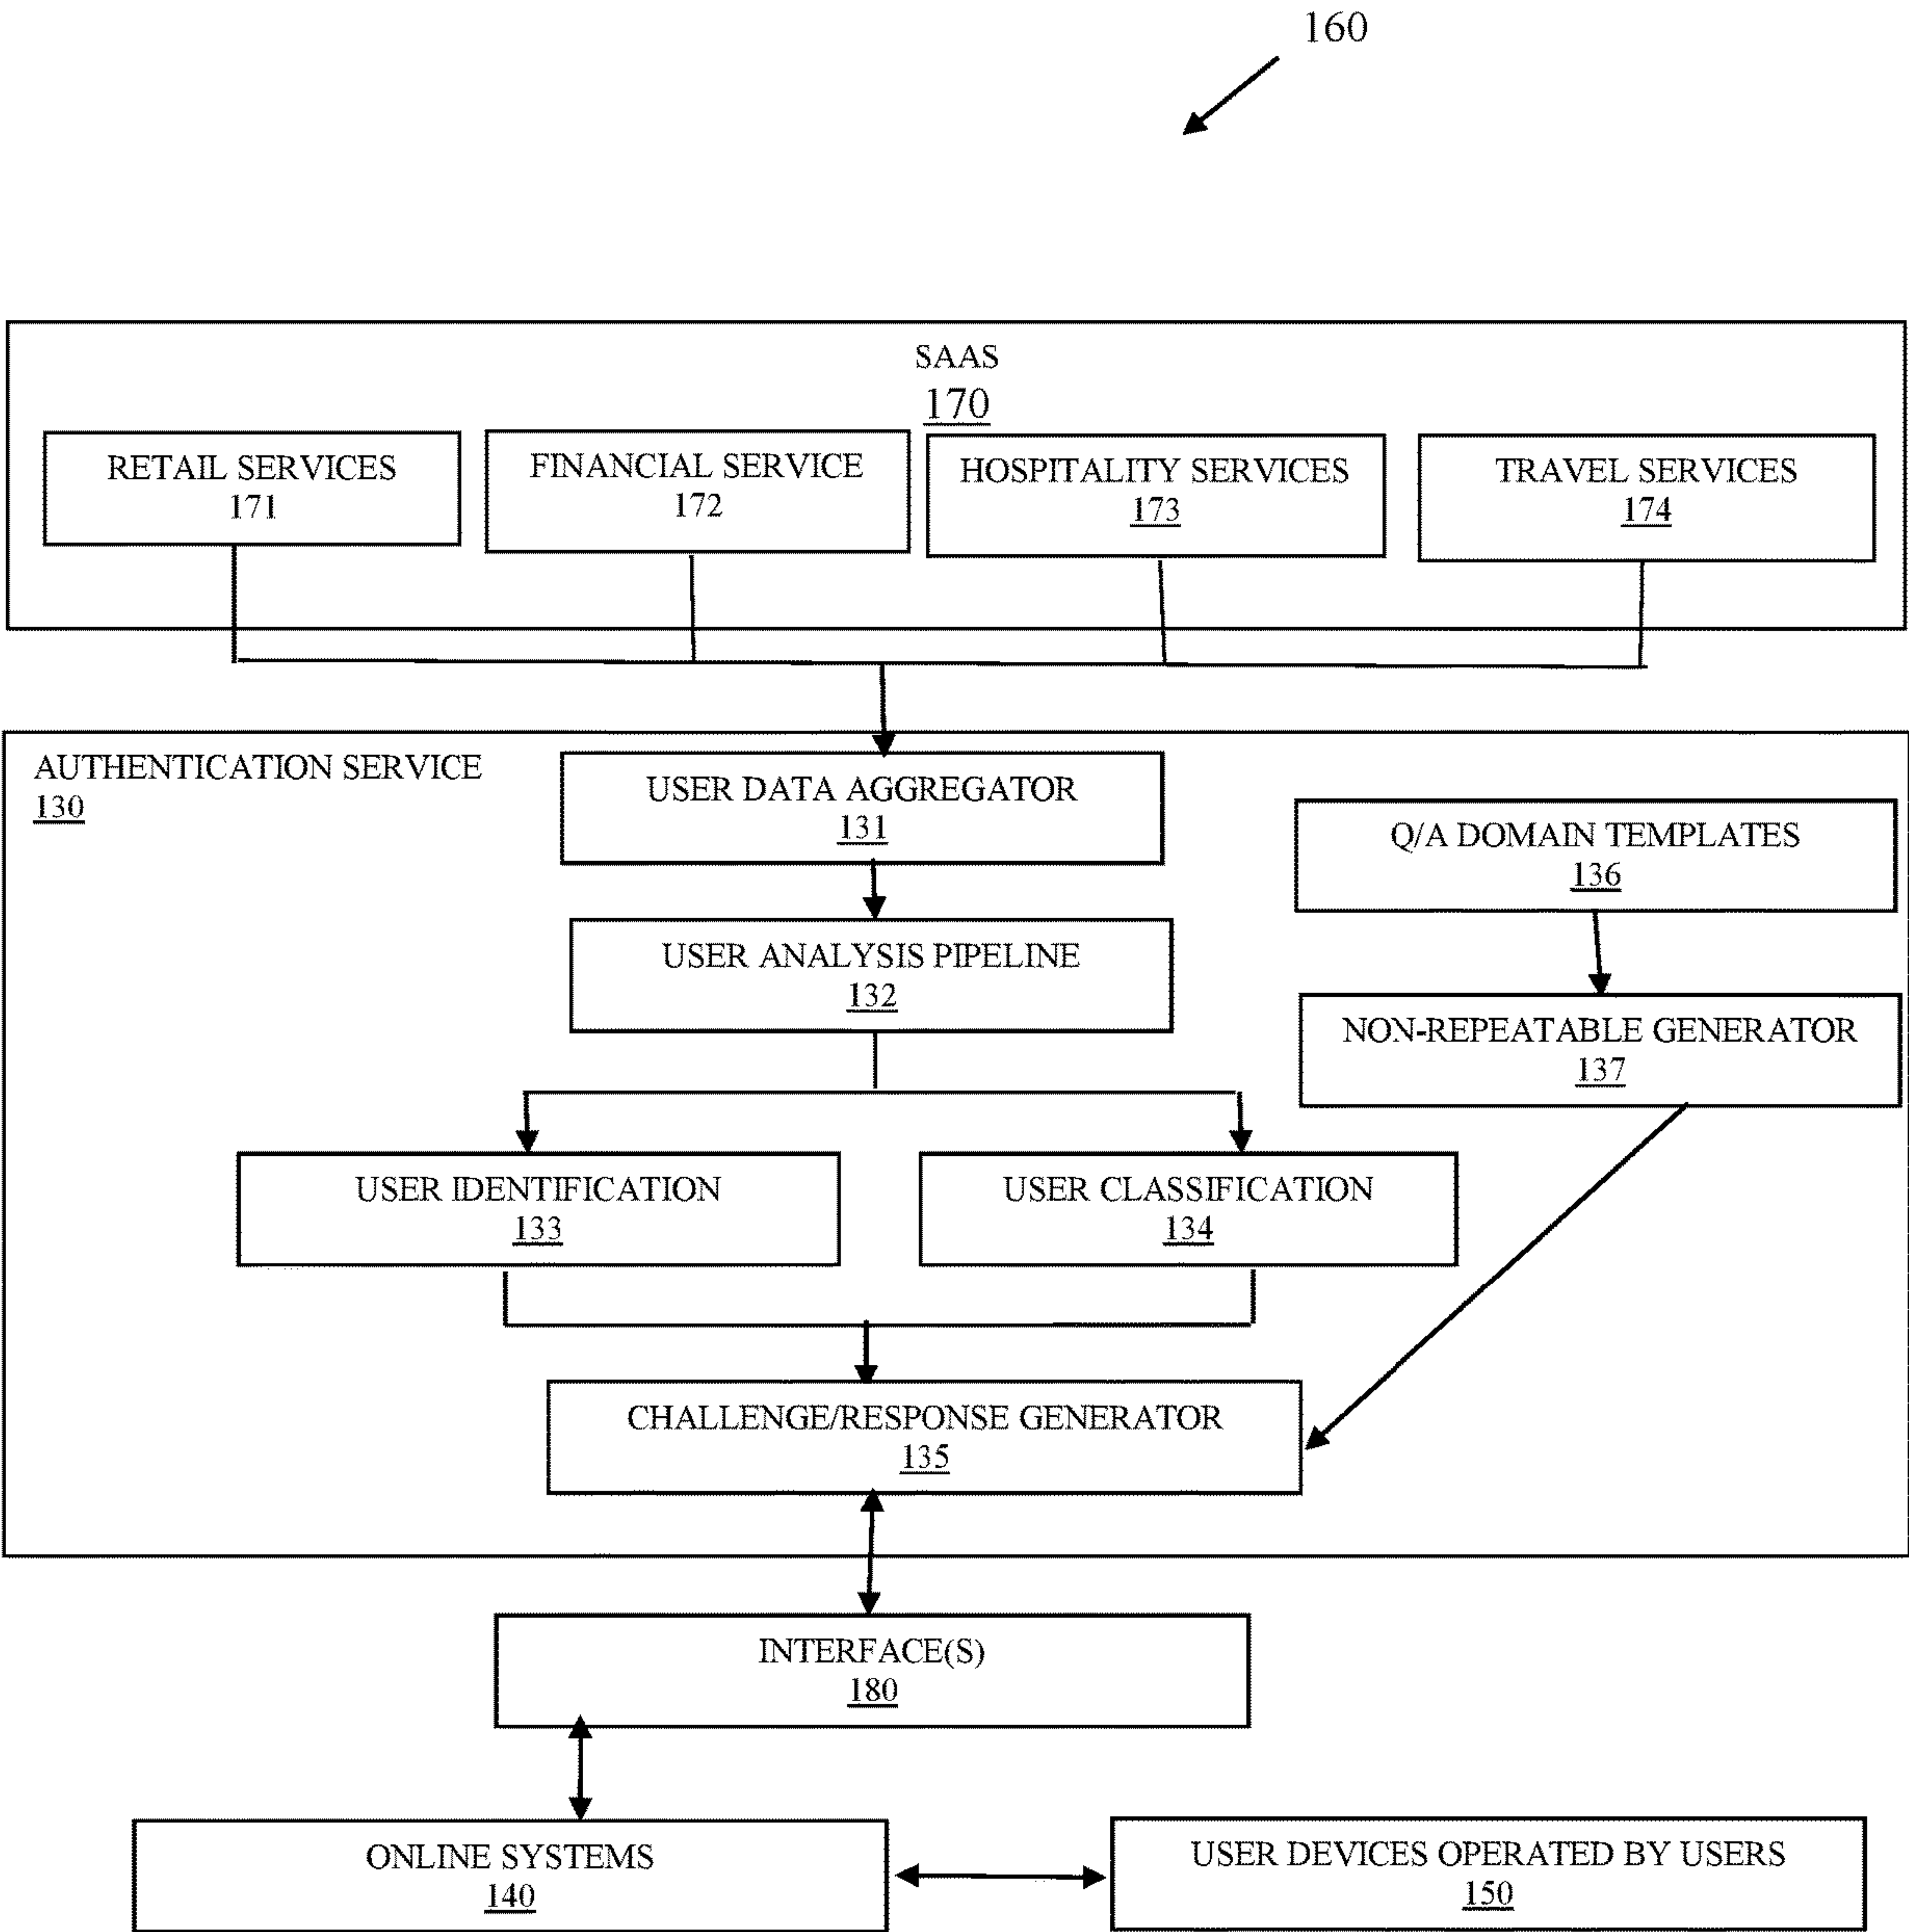 160
SAAS
170
RETAIL SERVICES
171
FINANCIAL SERVICE
172
HOSPITALITY SERVICES
173
TRAVEL SERVICES
174
AUTHENTICATION SERVICE
130
USER DATA AGGREGATOR
131
Q/A DOMAIN TEMPLATES
136
USER ANALYSIS PIPELINE
132
NON-REPEATABLE GENERATOR
137
USER IDENTIFICATION
133
USER CLASSIFICATION
134
CHALLENGE/RESPONSE GENERATOR
135
INTERFACE(S)
180
ONLINE SYSTEMS
140
USER DEVICES OPERATED BY USERS
150